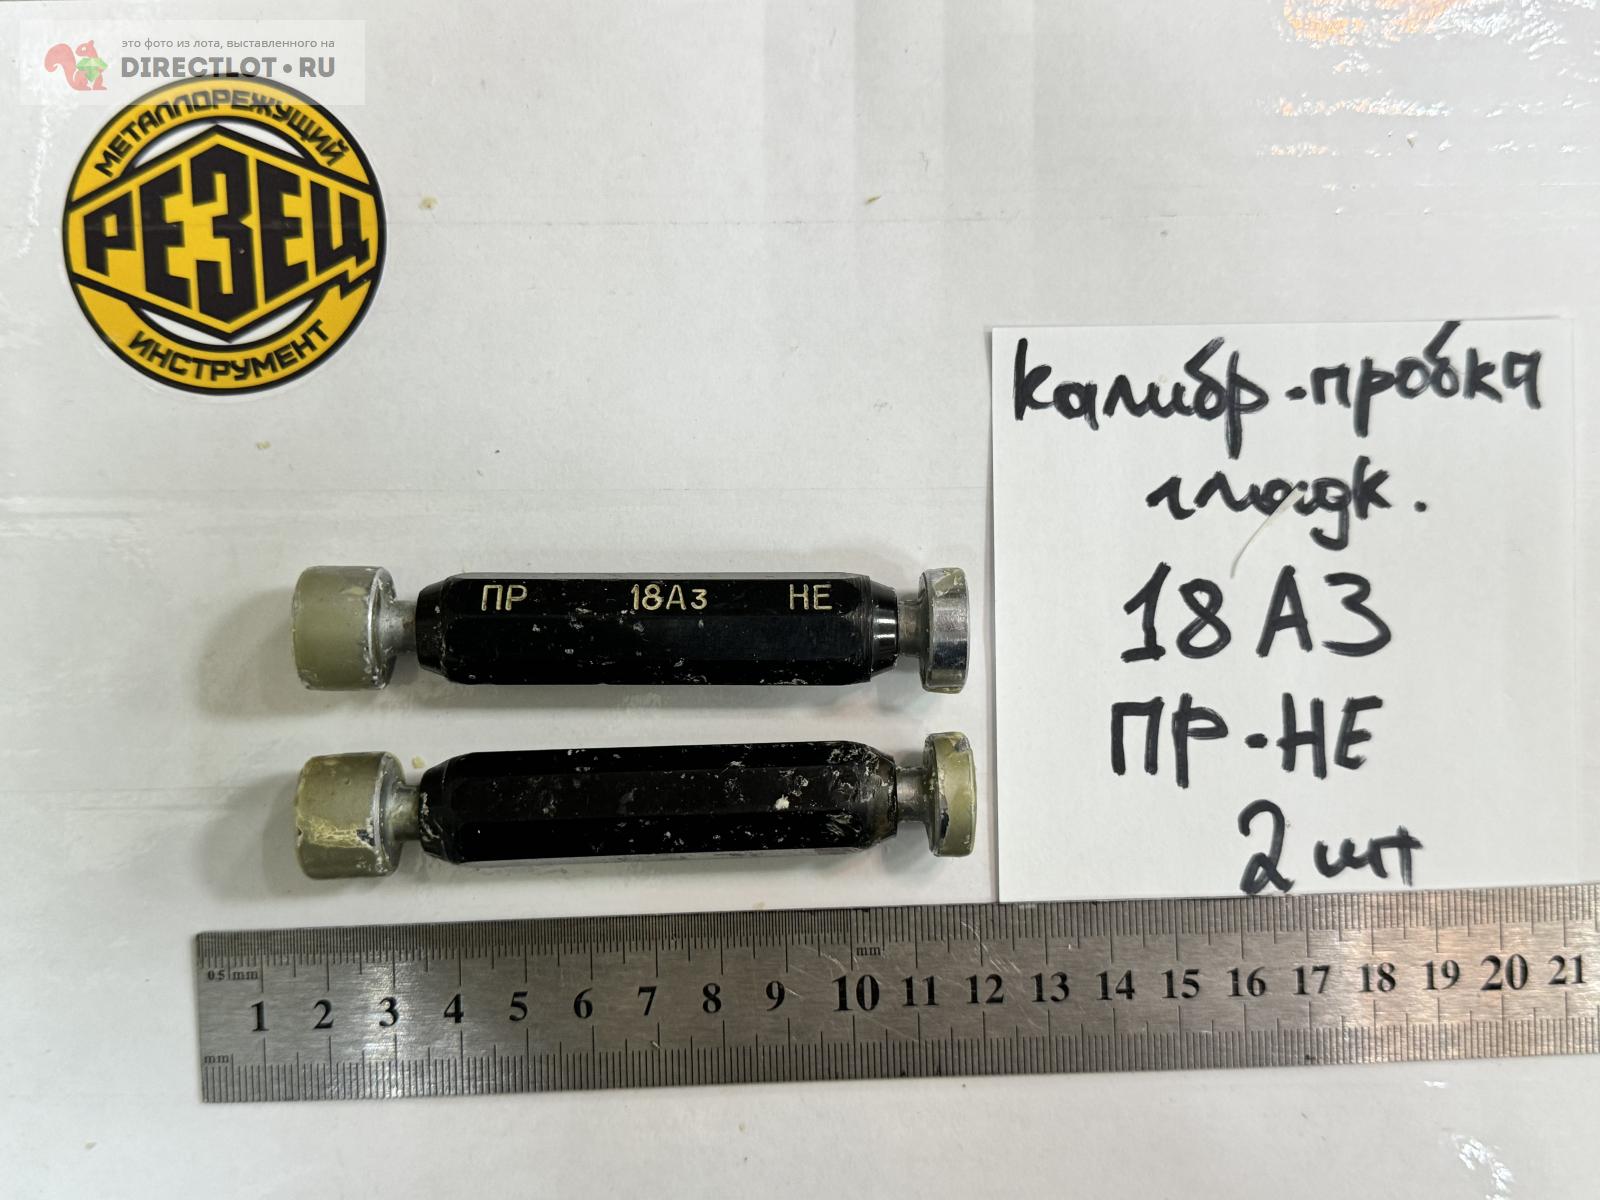 это фото из лота, выставленного на
DIRECTLOT•RU
МЕТАЛЛОРЕЖУЩИЙ
РЕЗЕЦ
ИНСТРУМЕНТ
Калибр-пробка
гладк.
18 А3
ПР-НЕ
2 шт
ПР 18А3 НЕ
0.5 mm
mm
1 2 3 4 5 6 7 8 9 10 11 12 13 14 15 16 17 18 19 20 21
mm